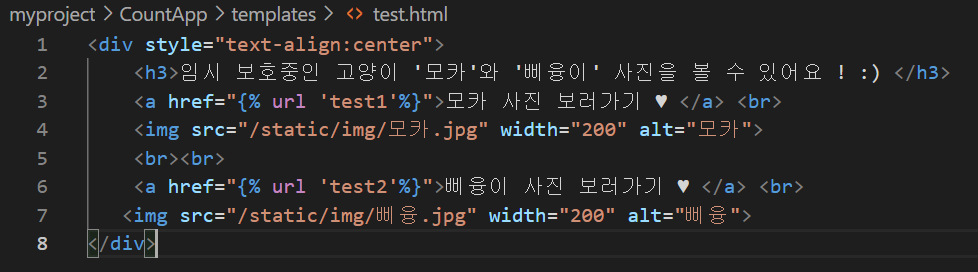 myproject > CountApp > templates > <> test.html
1 <div style="text-align:center">
2 <h3>임시 보호중인 고양이 '모카'와 '삐융이' 사진을 볼 수 있어요 ! :) </h3>
3 <a href="{% url 'test1'%}">모카 사진 보러가기 ♥ </a> <br>
4 <img src="/static/img/모카.jpg" width="200" alt="모카">
5 <br><br>
6 <a href="{% url 'test2'%}">삐융이 사진 보러가기 ♥ </a> <br>
7 <img src="/static/img/삐융.jpg" width="200" alt="삐융">
8 </div>